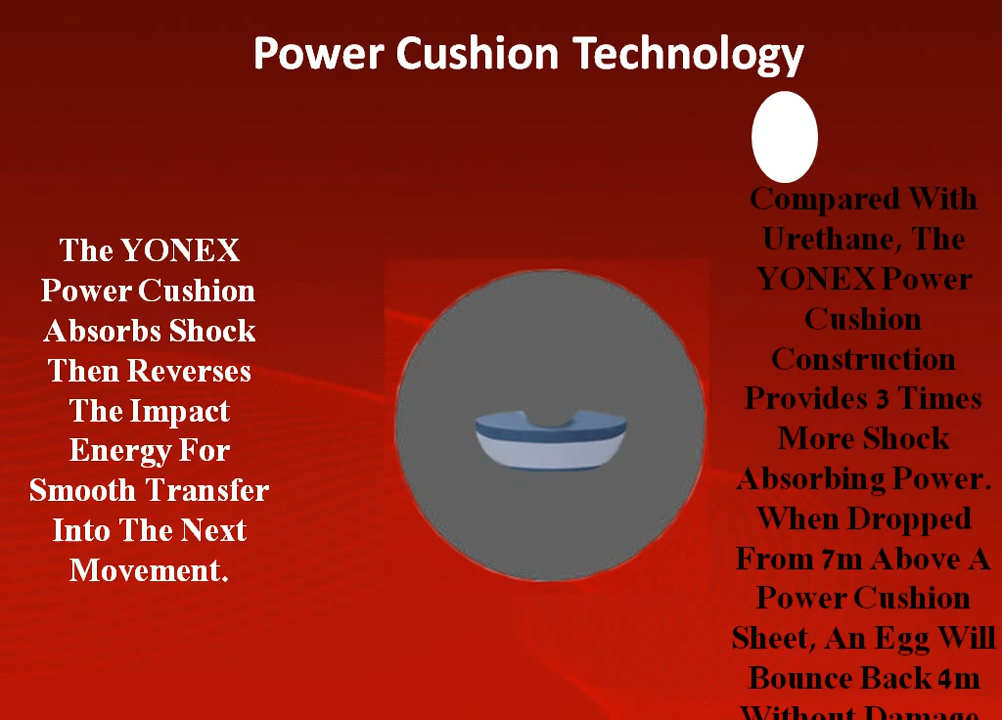 Power Cushion Technology
The YONEX
Power Cushion
Absorbs Shock
Then Reverses
The Impact
Energy For
Smooth Transfer
Into The Next
Movement.
Compared With
Urethane, The
YONEX Power
Cushion
Construction
Provides 3 Times
More Shock
Absorbing Power.
When Dropped
From 7m Above A
Power Cushion
Sheet, An Egg Will
Bounce Back 4m
Without Damage.